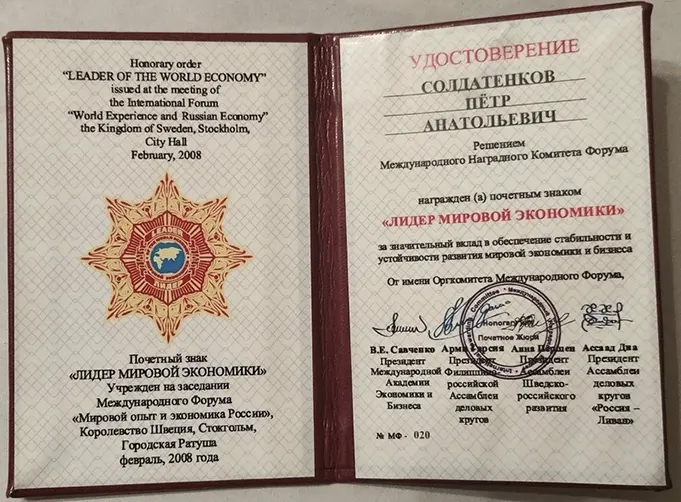 Honorary order
“LEADER OF THE WORLD ECONOMY”
issued at the meeting of
the International Forum
“World Experience and Russian Economy”
the Kingdom of Sweden, Stockholm,
City Hall
February, 2008
LEADER
ЛИДЕР
Почетный знак
«ЛИДЕР МИРОВОЙ ЭКОНОМИКИ»
Учрежден на заседании
Международного Форума
«Мировой опыт и экономика России»,
Королевство Швеция, Стокгольм,
Городская Ратуша
февраль, 2008 года
УДОСТОВЕРЕНИЕ
СОЛДАТЕНКОВ
ПЁТР
АНАТОЛЬЕВИЧ
Решением
Международного Наградного Комитета Форума
награжден (а) почетным знаком
«ЛИДЕР МИРОВОЙ ЭКОНОМИКИ»
за значительный вклад в обеспечение стабильности и
устойчивости развития мировой экономики и бизнеса
От имени Оргкомитета Международного Форума,
Honorary
Почетное Жюри
В.Е. Савченко
Президент
Международной
Академии
Экономики и
Бизнеса
Президент
Филиппино-
российской
Ассамблеи
деловых
кругов
Анна
Президент
Ассамблеи
Шведско-
российского
развития
Ассаад Диа
Президент
Ассамблеи
деловых
кругов
«Россия –
Ливан»
№ МФ - 020